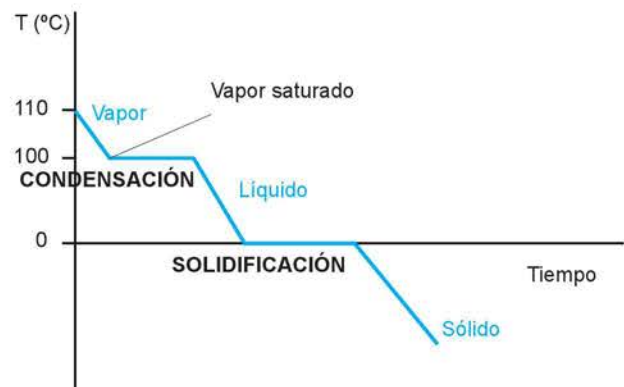 T (ºC)
Vapor saturado
110
Vapor
100
CONDENSACIÓN
Líquido
0
SOLIDIFICACIÓN
Tiempo
Sólido